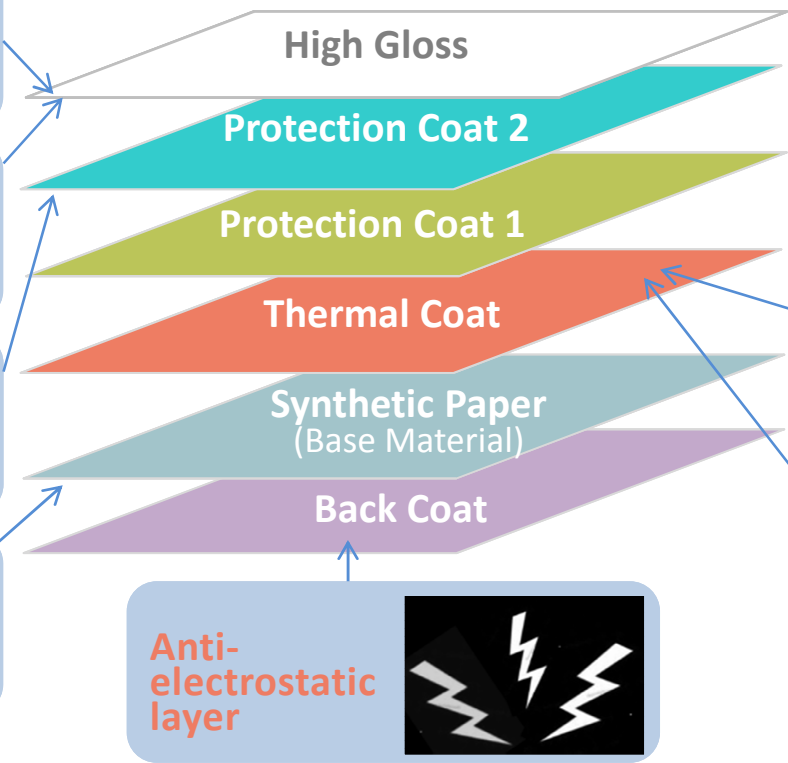 High Gloss
Protection Coat 2
Protection Coat 1
Thermal Coat
Synthetic Paper
(Base Material)
Back Coat
Anti-
electrostatic
layer